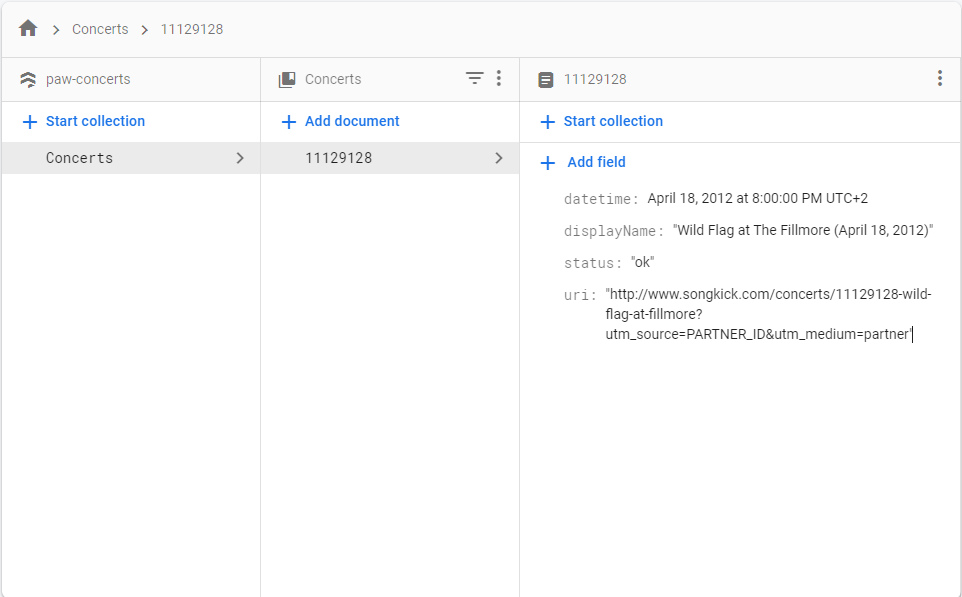 Concerts > 11129128
paw-concerts
Start collection
Concerts
Concerts
Add document
11129128
11129128
Start collection
Add field
datetime: April 18, 2012 at 8:00:00 PM UTC+2
displayName: "Wild Flag at The Fillmore (April 18, 2012)"
status: "ok"
uri: "http://www.songkick.com/concerts/11129128-wild-
flag-at-fillmore?
utm_source=PARTNER_ID&utm_medium=partner"